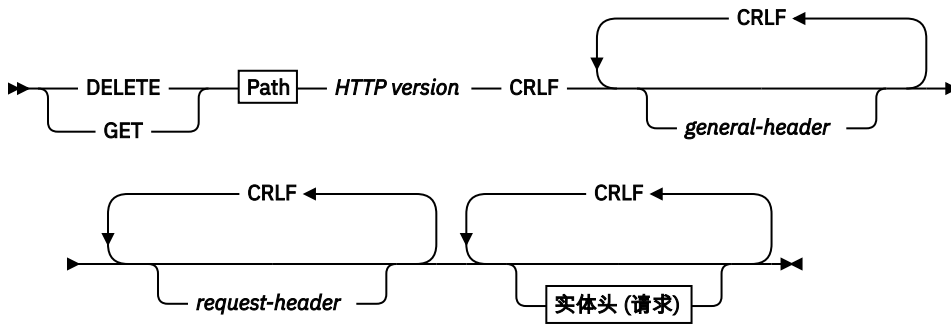 CRLF
DELETE Path HTTP version CRLF
GET general-header
CRLF CRLF
request-header 实体头 (请求)